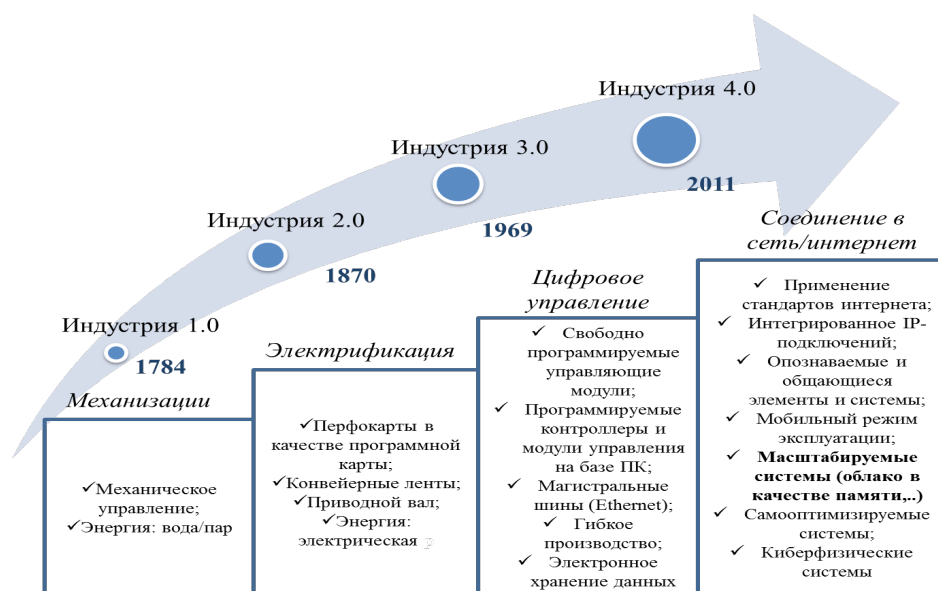 Индустрия 1.0
1784
Механизации
✓Механическое
управление;
✓Энергия: вода/пар
Индустрия 2.0
1870
Электрификация
✓Перфокарты в
качестве программной
карты;
✓Конвейерные ленты;
✓Приводной вал;
✓Энергия:
электрическая
Индустрия 3.0
1969
Цифровое
управление
✓ Свободно
программируемые
управляющие
модули;
✓ Программируемые
контроллеры и
модули управления
на базе ПК;
✓ Магистральные
шины (Ethernet);
✓ Гибкое
производство;
✓ Электронное
хранение данных
Индустрия 4.0
2011
Соединение в
сеть/интернет
✓ Применение
стандартов интернета;
✓ Интегрированное IP-
подключений;
✓ Опознаваемые и
общающиеся
элементы и системы;
✓ Мобильный режим
эксплуатации;
✓ Масштабируемые
системы (облако в
качестве памяти,..)
✓ Самооптимизируемые
системы;
✓ Киберфизические
системы